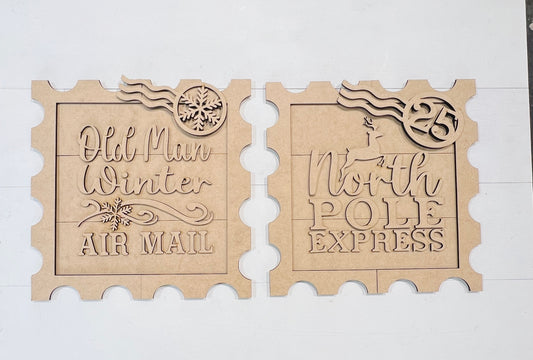 Old Man
Winter
AIR MAIL
25
North
POLE
EXPRESS